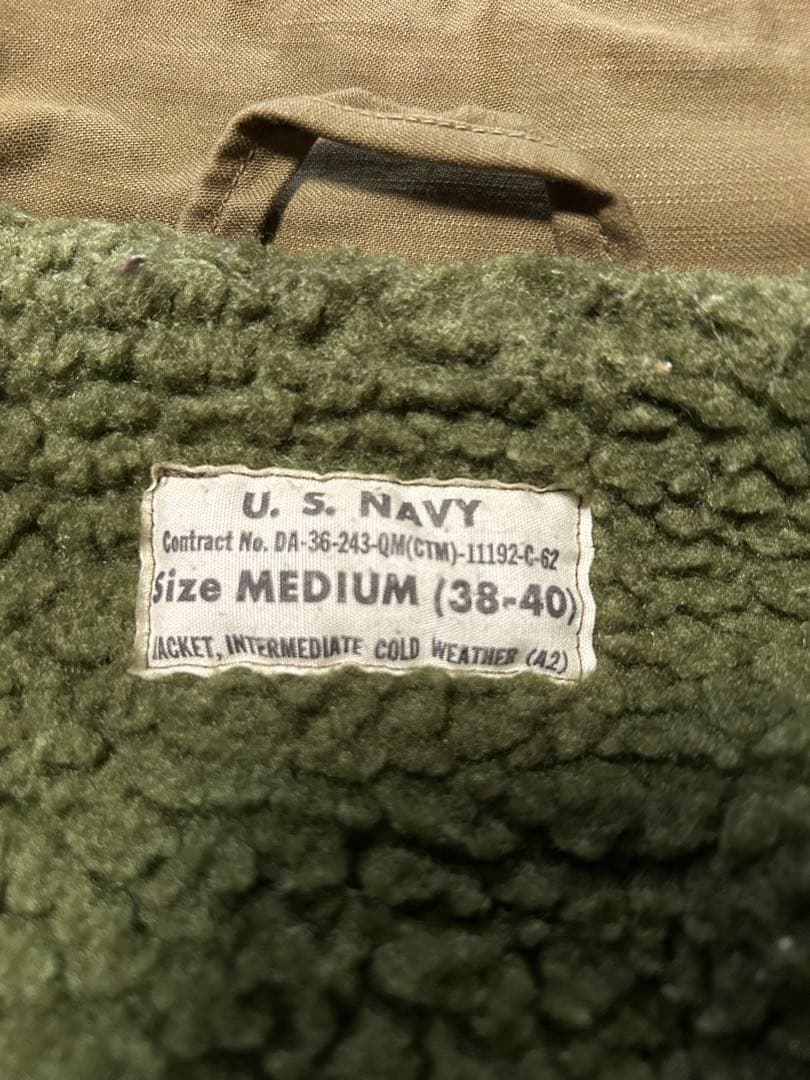 U. S. NAVY
Contract No. DA-36-243-QM(CTM)-11192-C-62
Size MEDIUM (38-40)
JACKET, INTERMEDIATE COLD WEATHER (A2)